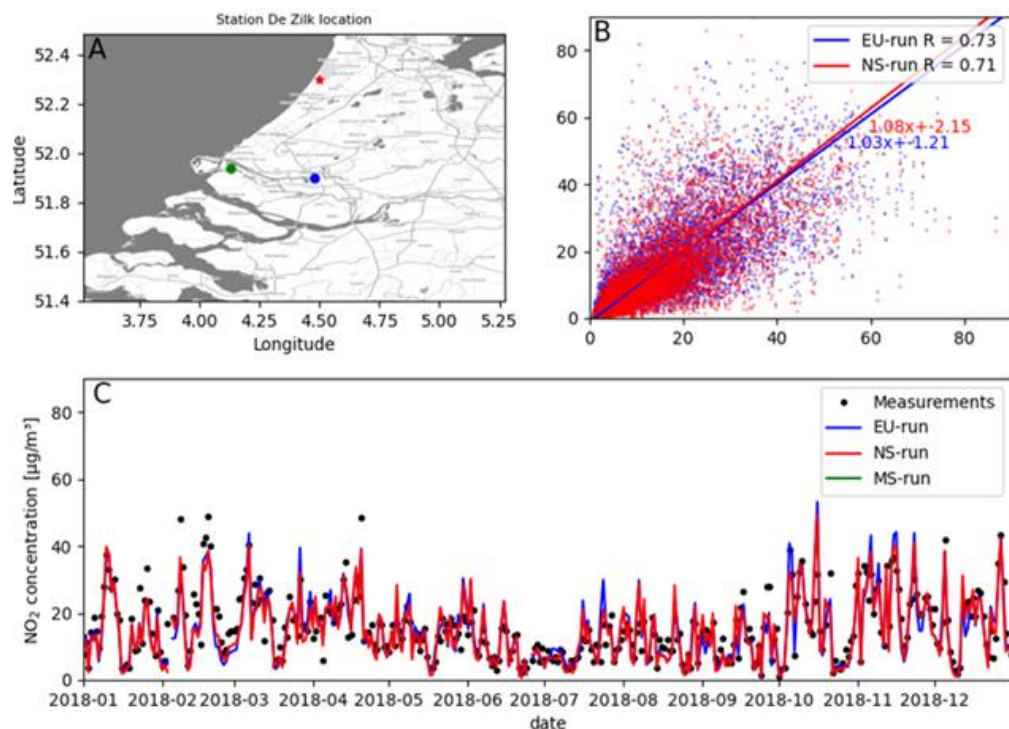 Station De Zilk location
A
52.4
52.2
52.0
51.8
51.6
51.4
Latitude
3.75 4.00 4.25 4.50 4.75 5.00 5.25
Longitude
B
80
60
40
20
0
EU-run R = 0.73
NS-run R = 0.71
1.08x+-2.15
1.03x+-1.21
0 20 40 60 80
C
80
60
40
20
0
NO₂ concentration [µg/m³]
Measurements
EU-run
NS-run
MS-run
2018-01 2018-02 2018-03 2018-04 2018-05 2018-06 2018-07 2018-08 2018-09 2018-10 2018-11 2018-12
date